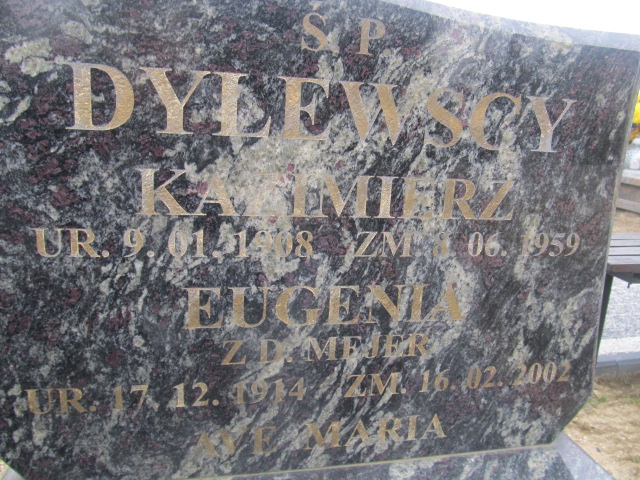 Ś P
DYLEWSCY
KAZIMIERZ
UR. 9. 01. 1908 ZM. 8. 06. 1959
EUGENIA
Z D. MEJER
UR. 17. 12. 1914 ZM. 16. 02. 2002
AVE MARIA